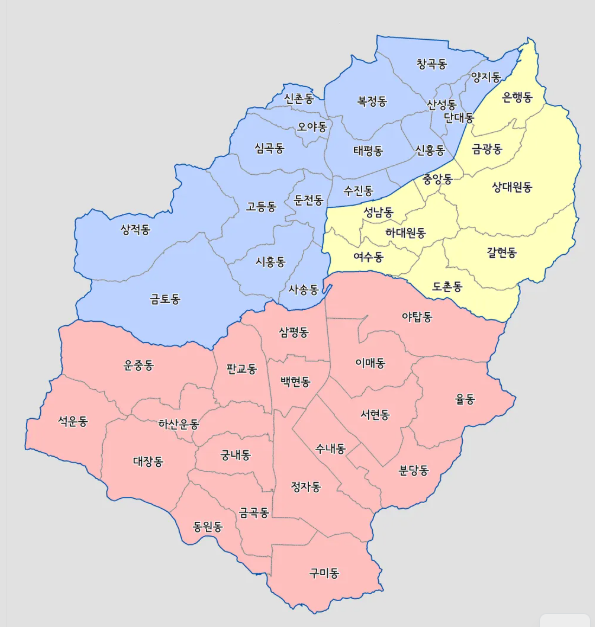 창곡동
양지동
은행동
신촌동
복정동
산성동
단대동
오야동
심곡동
태평동
신흥동
금광동
중앙동
상대원동
수진동
둔전동
고등동
성남동
상적동
하대원동
여수동
갈현동
시흥동
사송동
도촌동
금토동
야탑동
삼평동
운중동
판교동
이매동
백현동
율동
서현동
석운동
하산운동
수내동
궁내동
대장동
분당동
정자동
금곡동
동원동
구미동